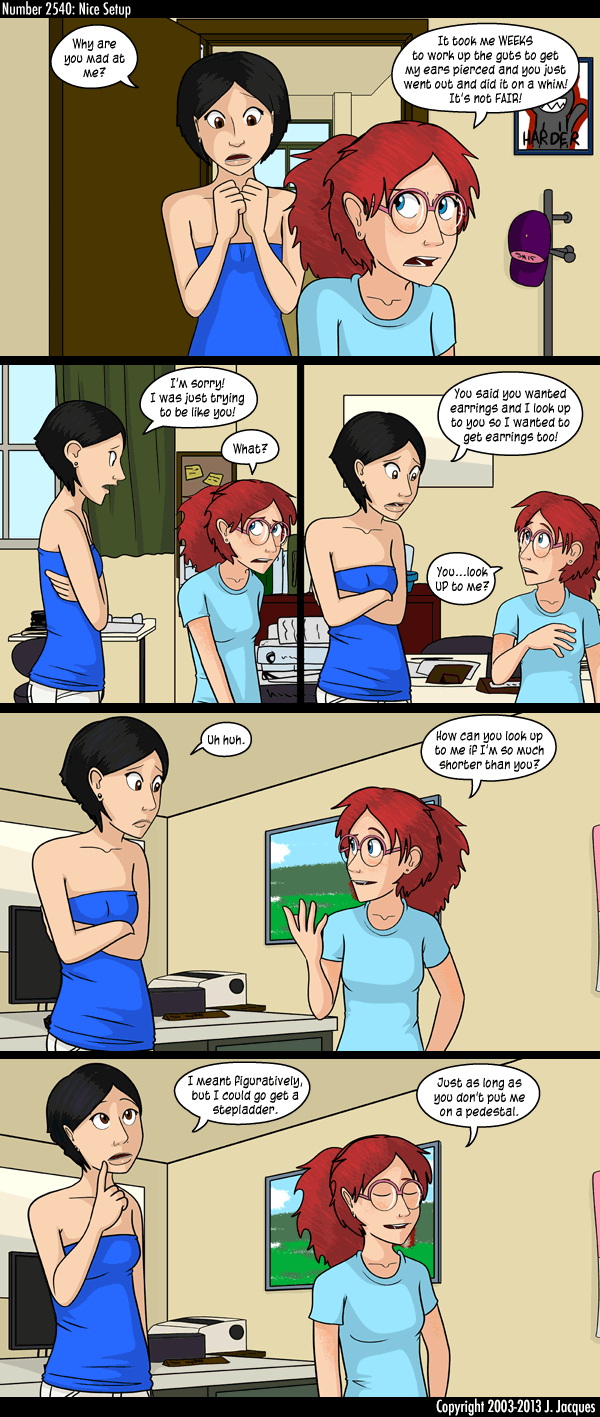 Number 2540: Nice Setup
Why are
you mad at
me?
It took me WEEKS
to work up the guts to get
my ears pierced and you just
went out and did it on a whim!
It's not FAIR!
HARDER
I'm sorry!
I was just trying
to be like you!
What?
You said you wanted
earrings and I look up
to you so I wanted to
get earrings too!
You...look
UP to me?
Uh huh.
How can you look up
to me if I'm so much
shorter than you?
I meant figuratively,
but I could go get a
stepladder.
Just as long as
you don't put me
on a pedestal.
Copyright 2003-2013 J. Jacques